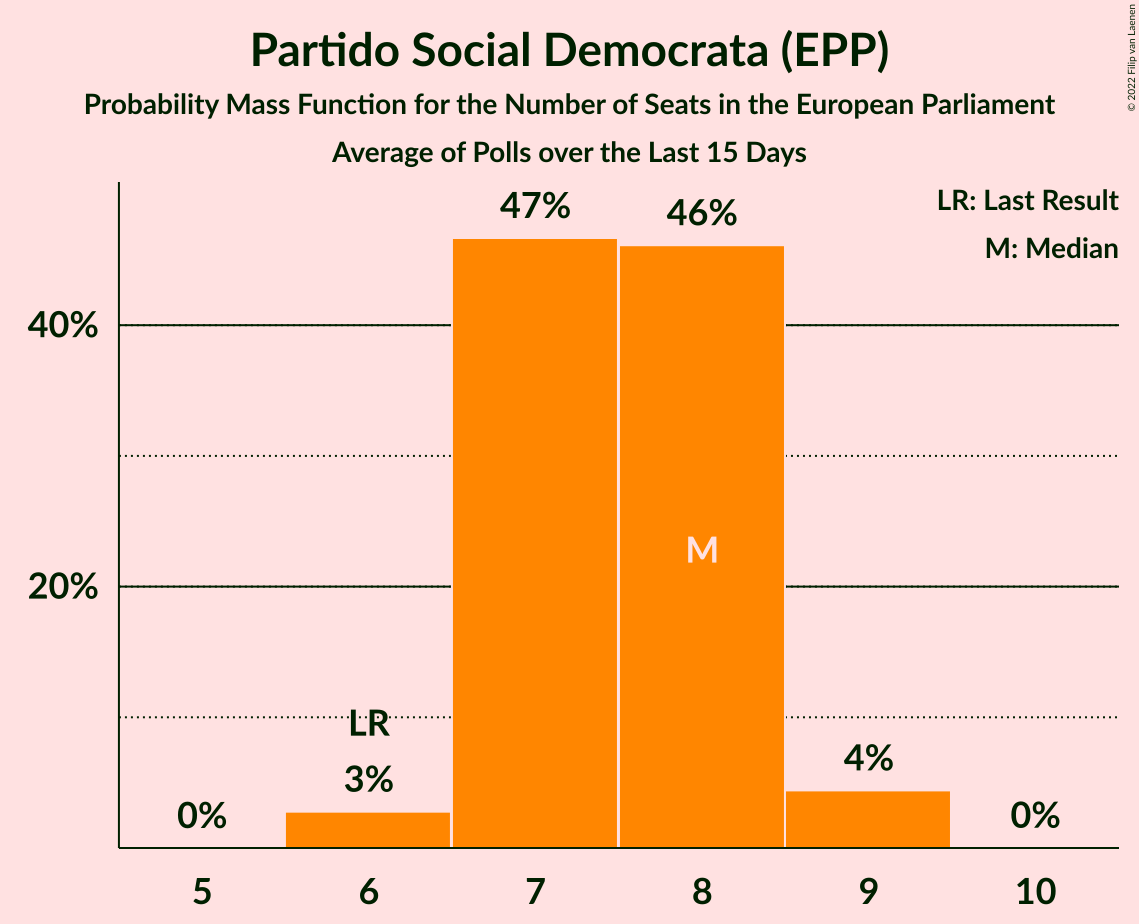 Partido Social Democrata (EPP)
Probability Mass Function for the Number of Seats in the European Parliament
Average of Polls over the Last 15 Days
© 2022 Filip van Laenen
LR: Last Result
M: Median
47%
46%
40%
20%
M
LR
3%
4%
0%
0%
5 6 7 8 9 10